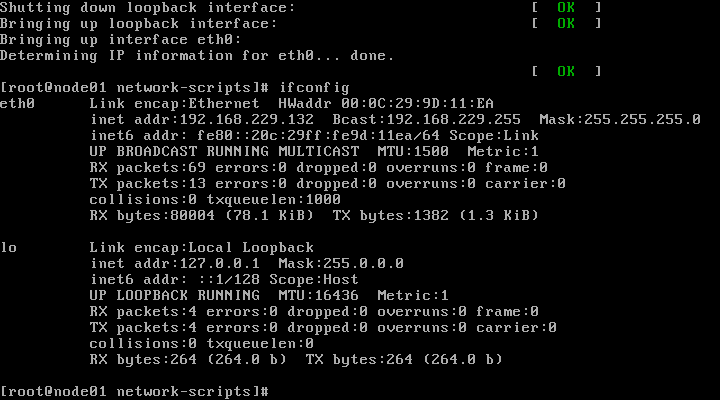 Shutting down loopback interface: [ OK ]
Bringing up loopback interface: [ OK ]
Bringing up interface eth0:
Determining IP information for eth0... done.
[ OK ]
[root@node01 network-scripts]# ifconfig
eth0 Link encap:Ethernet HWaddr 00:0C:29:9D:11:EA
inet addr:192.168.229.132 Bcast:192.168.229.255 Mask:255.255.255.0
inet6 addr: fe80::20c:29ff:fe9d:11ea/64 Scope:Link
UP BROADCAST RUNNING MULTICAST MTU:1500 Metric:1
RX packets:69 errors:0 dropped:0 overruns:0 frame:0
TX packets:13 errors:0 dropped:0 overruns:0 carrier:0
collisions:0 txqueuelen:1000
RX bytes:80004 (78.1 KiB) TX bytes:1382 (1.3 KiB)
lo Link encap:Local Loopback
inet addr:127.0.0.1 Mask:255.0.0.0
inet6 addr: ::1/128 Scope:Host
UP LOOPBACK RUNNING MTU:16436 Metric:1
RX packets:4 errors:0 dropped:0 overruns:0 frame:0
TX packets:4 errors:0 dropped:0 overruns:0 carrier:0
collisions:0 txqueuelen:0
RX bytes:264 (264.0 b) TX bytes:264 (264.0 b)
[root@node01 network-scripts]#